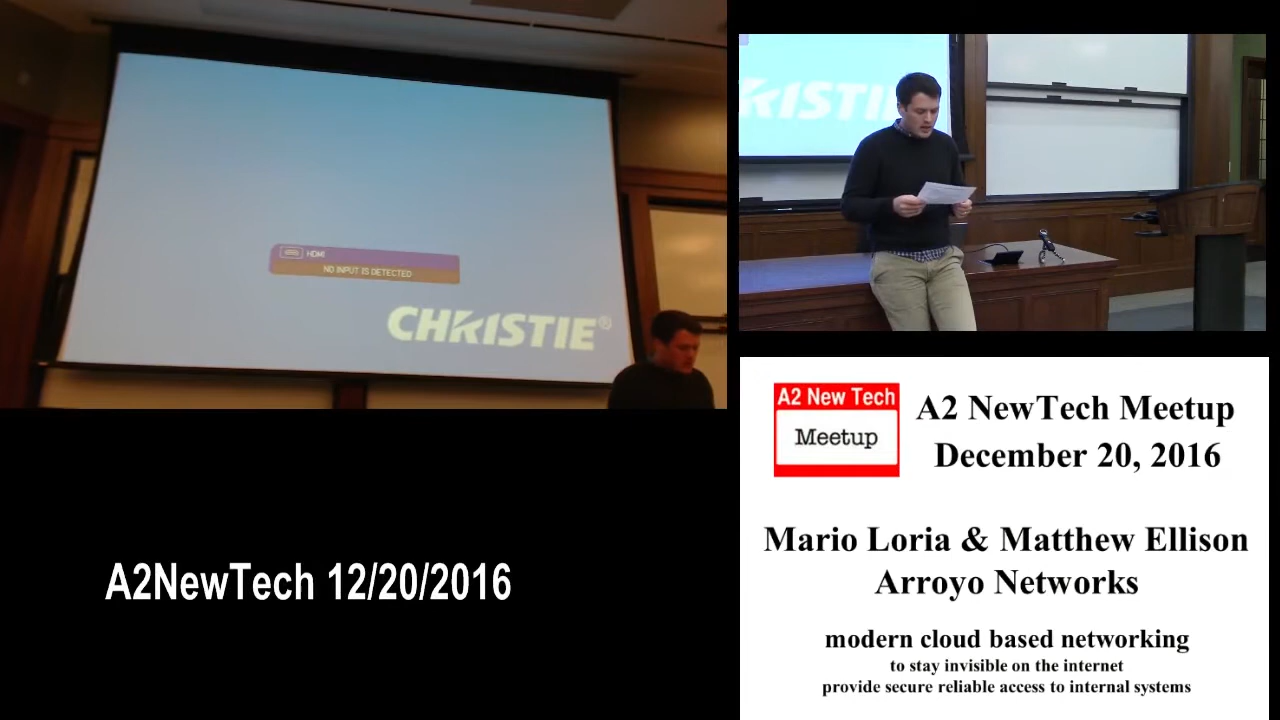 HDMI
NO INPUT IS DETECTED
CHRISTIE®
RISTIE
A2NewTech 12/20/2016
A2 New Tech
Meetup
A2 NewTech Meetup
December 20, 2016
Mario Loria & Matthew Ellison
Arroyo Networks
modern cloud based networking
to stay invisible on the internet
provide secure reliable access to internal systems